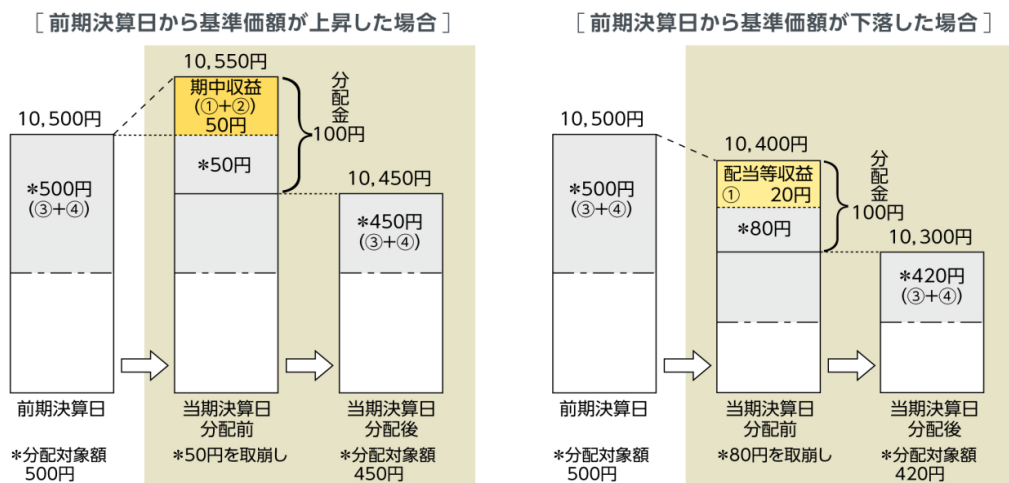 [前期決算日から基準価額が上昇した場合]
10,550円
期中収益
(①+②)
50円
分配金
100円
10,500円
*500円
(③+④)
*50円
10,450円
*450円
(③+④)
前期決算日
当期決算日
分配前
当期決算日
分配後
*分配対象額
500円
*50円を取崩し
*分配対象額
450円
[前期決算日から基準価額が下落した場合]
10,500円
*500円
(③+④)
10,400円
配当等収益
① 20円
*80円
分配金
100円
10,300円
*420円
(③+④)
前期決算日
当期決算日
分配前
当期決算日
分配後
*分配対象額
500円
*80円を取崩し
*分配対象額
420円